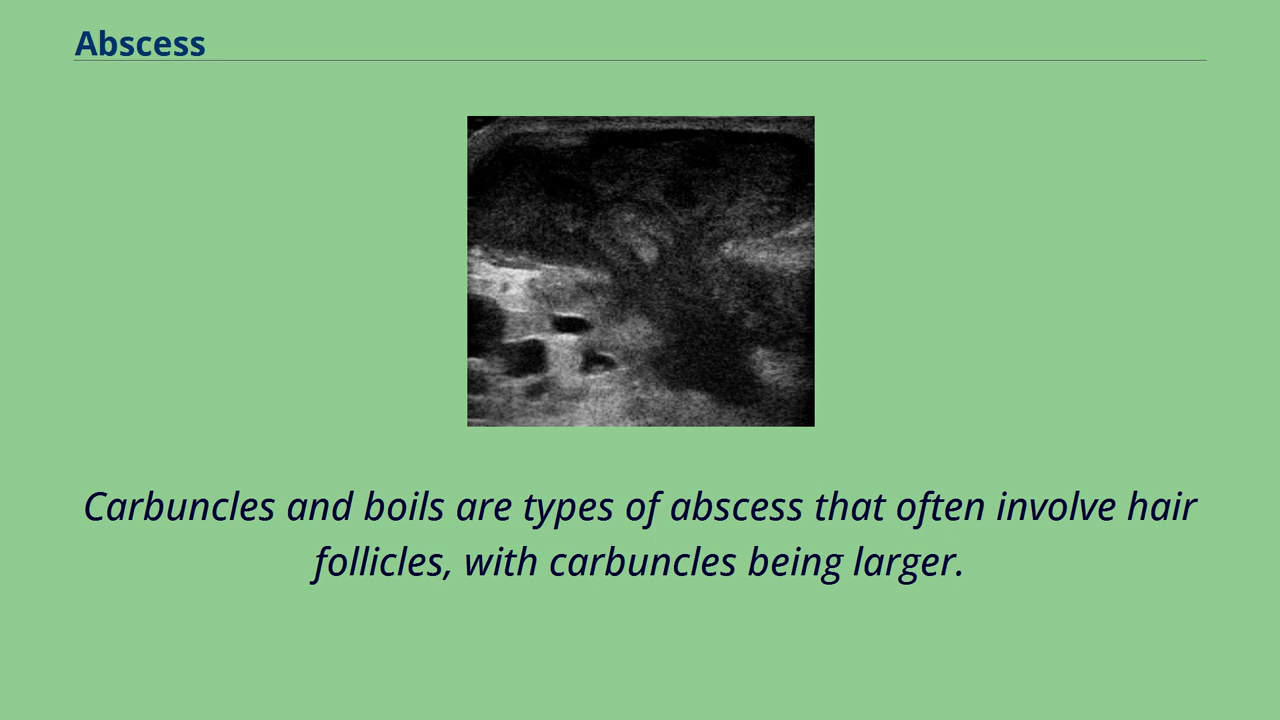 Abscess
Carbuncles and boils are types of abscess that often involve hair
follicles, with carbuncles being larger.